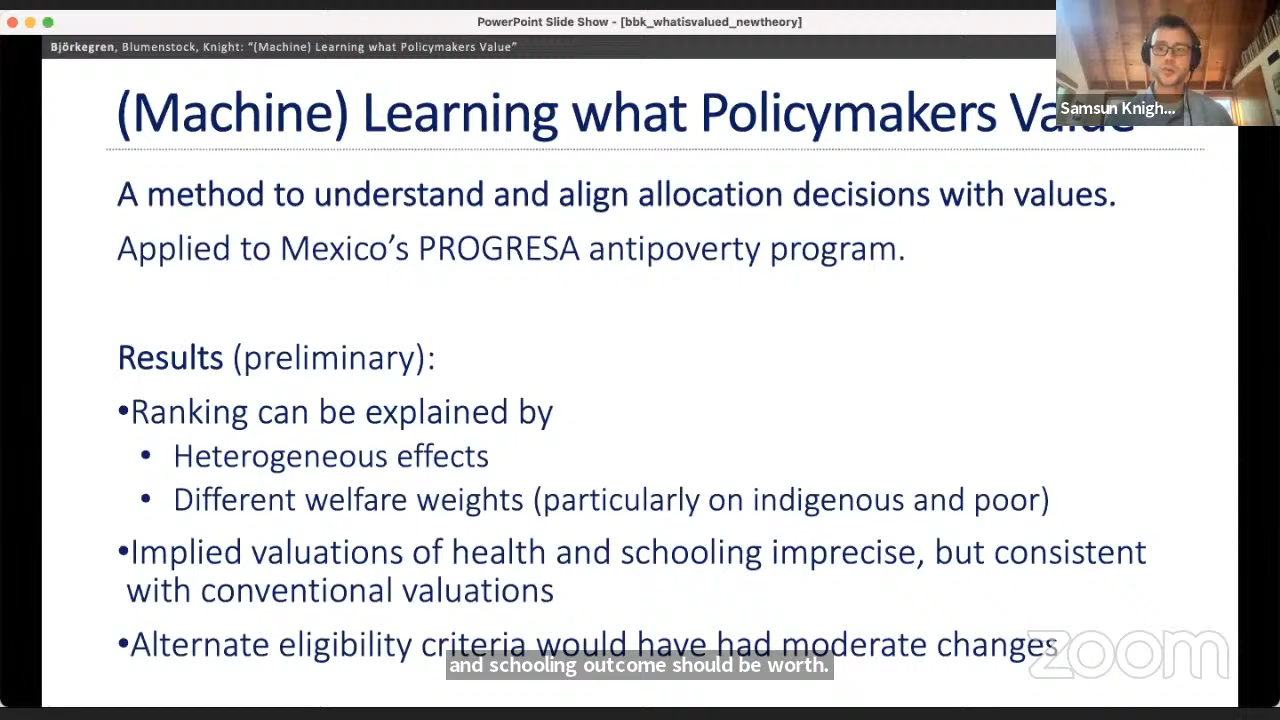 PowerPoint Slide Show - [bbk_whatisvalued_newtheory]
Björkegren, Blumenstock, Knight: "(Machine) Learning what Policymakers Value"
(Machine) Learning what Policymakers Value
Samsun Knigh...
A method to understand and align allocation decisions with values.
Applied to Mexico's PROGRESA antipoverty program.
Results (preliminary):
•Ranking can be explained by
• Heterogeneous effects
• Different welfare weights (particularly on indigenous and poor)
•Implied valuations of health and schooling imprecise, but consistent
with conventional valuations
•Alternate eligibility criteria would have had moderate changes
and schooling outcome should be worth.
zoom